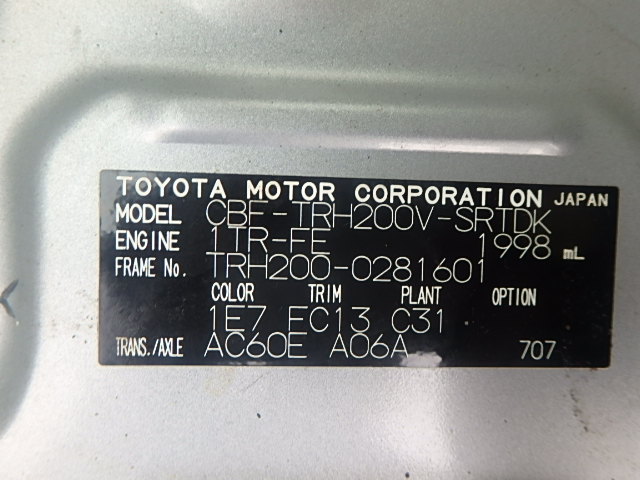 TOYOTA MOTOR CORPORATION JAPAN
MODEL CBF-TRH200V-SRTDK
ENGINE 1TR-FE 1998 mL
FRAME No. TRH200-0281601
COLOR TRIM PLANT OPTION
1E7 FC13 C31
TRANS./AXLE AC60E A06A 707